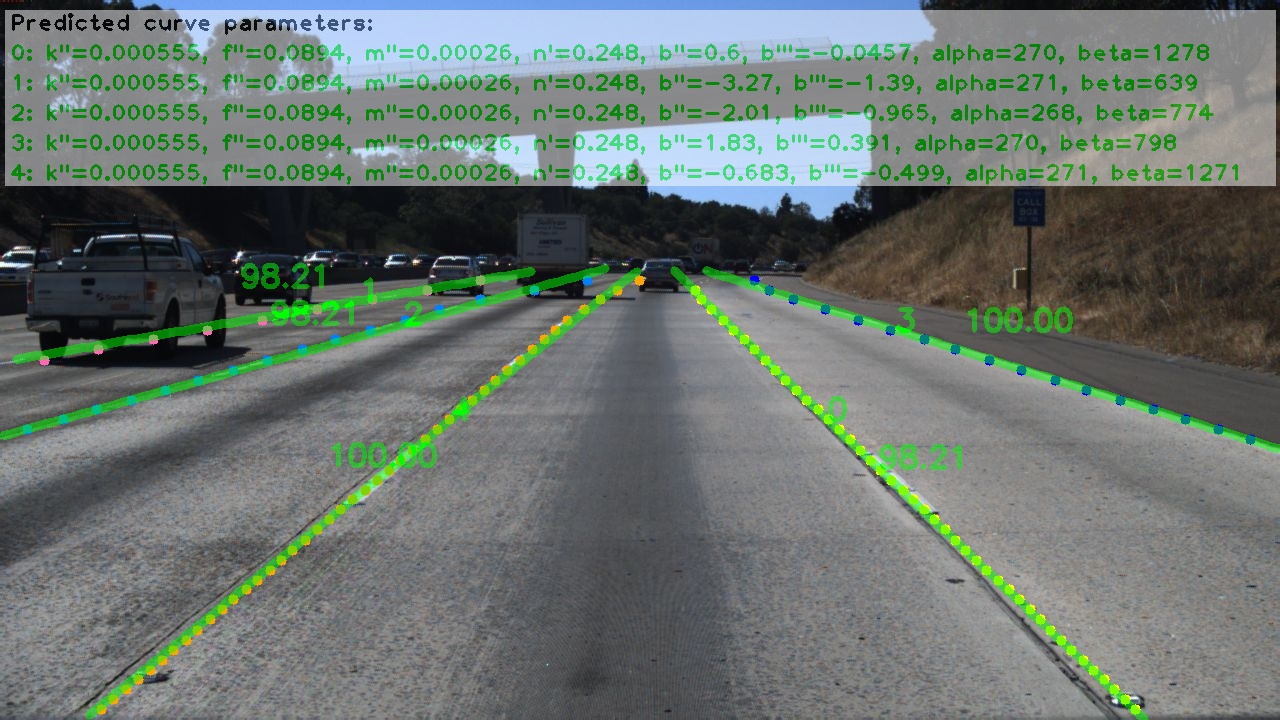 Predicted curve parameters:
0: k''=0.000555, f''=0.0894, m''=0.00026, n'=0.248, b''=0.6, b'''=-0.0457, alpha=270, beta=1278
1: k''=0.000555, f''=0.0894, m''=0.00026, n'=0.248, b''=-3.27, b'''=-1.39, alpha=271, beta=639
2: k''=0.000555, f''=0.0894, m''=0.00026, n'=0.248, b''=-2.01, b'''=-0.965, alpha=268, beta=774
3: k''=0.000555, f''=0.0894, m''=0.00026, n'=0.248, b''=1.83, b'''=0.391, alpha=270, beta=798
4: k''=0.000555, f''=0.0894, m''=0.00026, n'=0.248, b''=-0.683, b'''=-0.499, alpha=271, beta=1271
CALL
BOX
Sullivan
UNITED
98.21
1
98.21
2
3
100.00
4
0
100.00
98.21